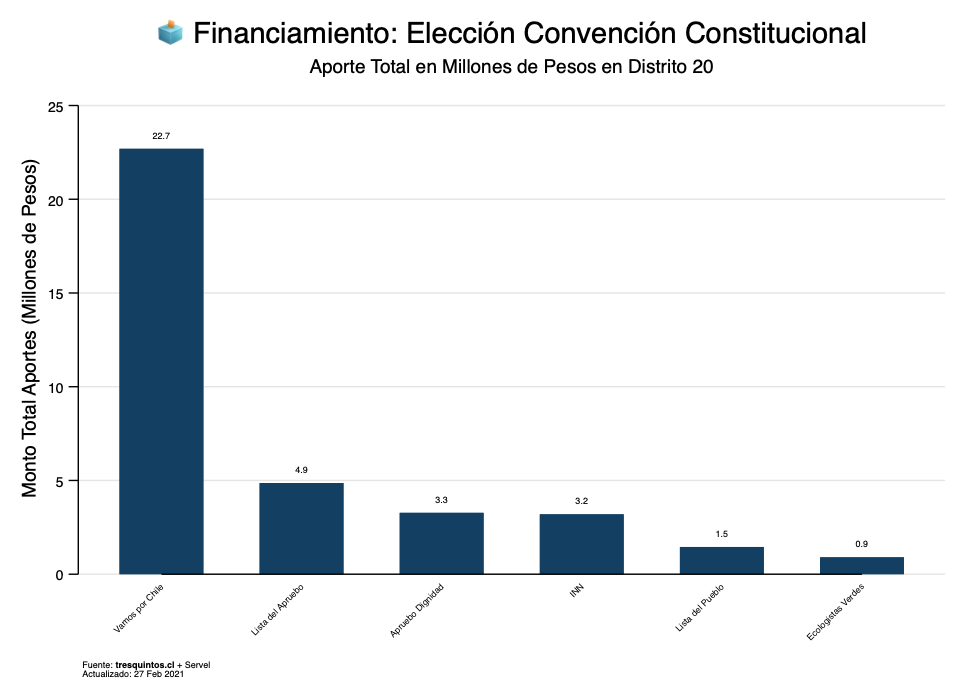 Financiamiento: Elección Convención Constitucional
Aporte Total en Millones de Pesos en Distrito 20
Monto Total Aportes (Millones de Pesos)
25
20
15
10
5
0
22.7
4.9
3.3
3.2
1.5
0.9
Vamos por Chile
Lista del Apruebo
Apruebo Dignidad
INN
Lista del Pueblo
Ecologistas Verdes
Fuente: tresquintos.cl + Servel
Actualizado: 27 Feb 2021